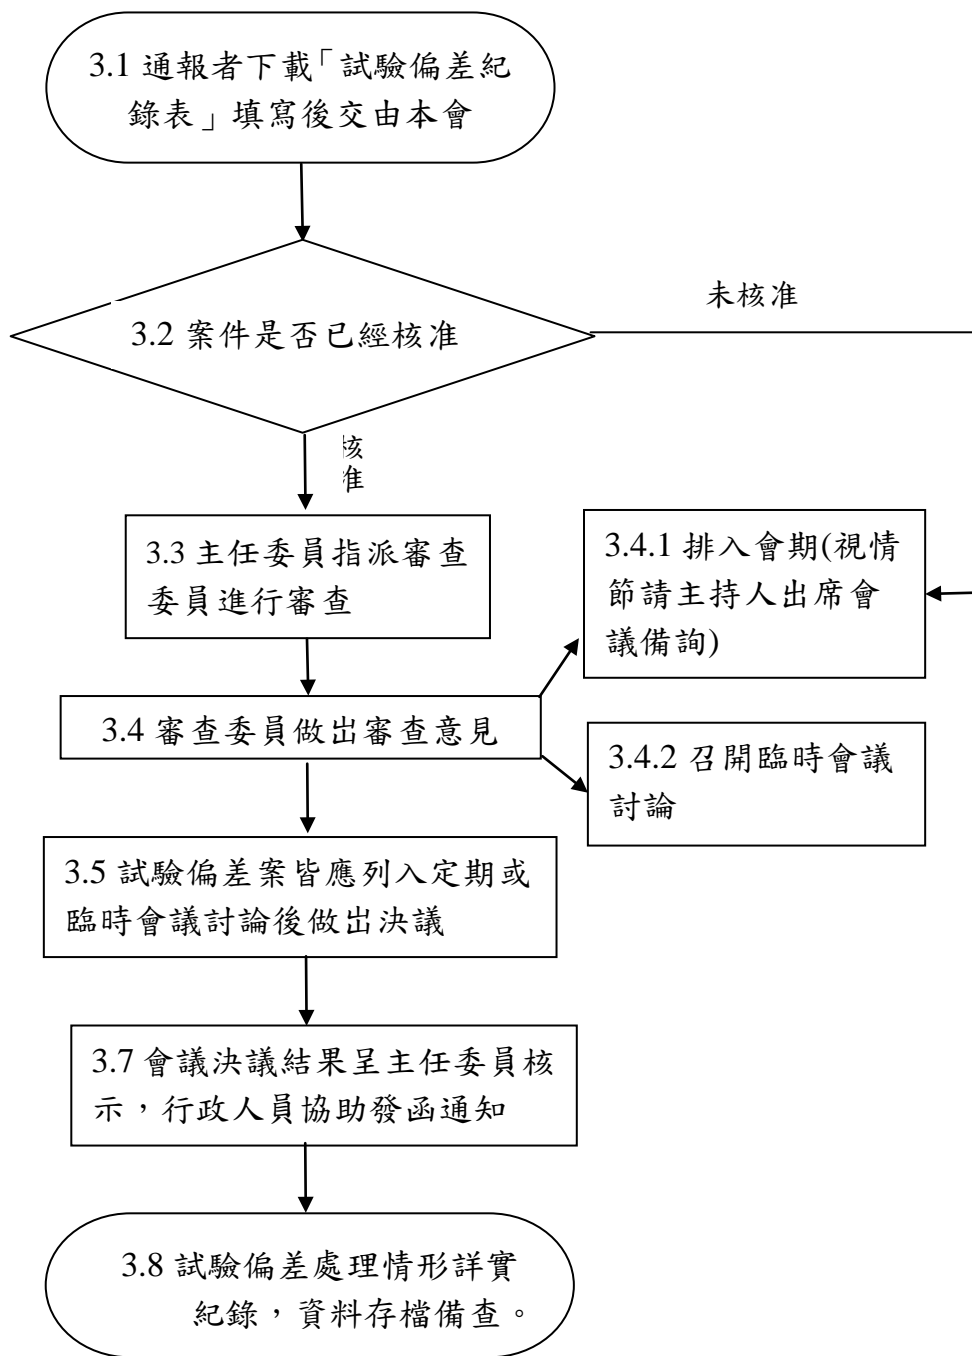 3.1 通報者下載「試驗偏差紀
錄表」填寫後交由本會
未核准
3.2 案件是否已經核准
核
准
3.3 主任委員指派審查
委員進行審查
3.4.1 排入會期(視情
節請主持人出席會
議備詢)
3.4 審查委員做出審查意見
3.4.2 召開臨時會議
討論
3.5 試驗偏差案皆應列入定期或
臨時會議討論後做出決議
3.7 會議決議結果呈主任委員核
示，行政人員協助發函通知
3.8 試驗偏差處理情形詳實
紀錄，資料存檔備查。